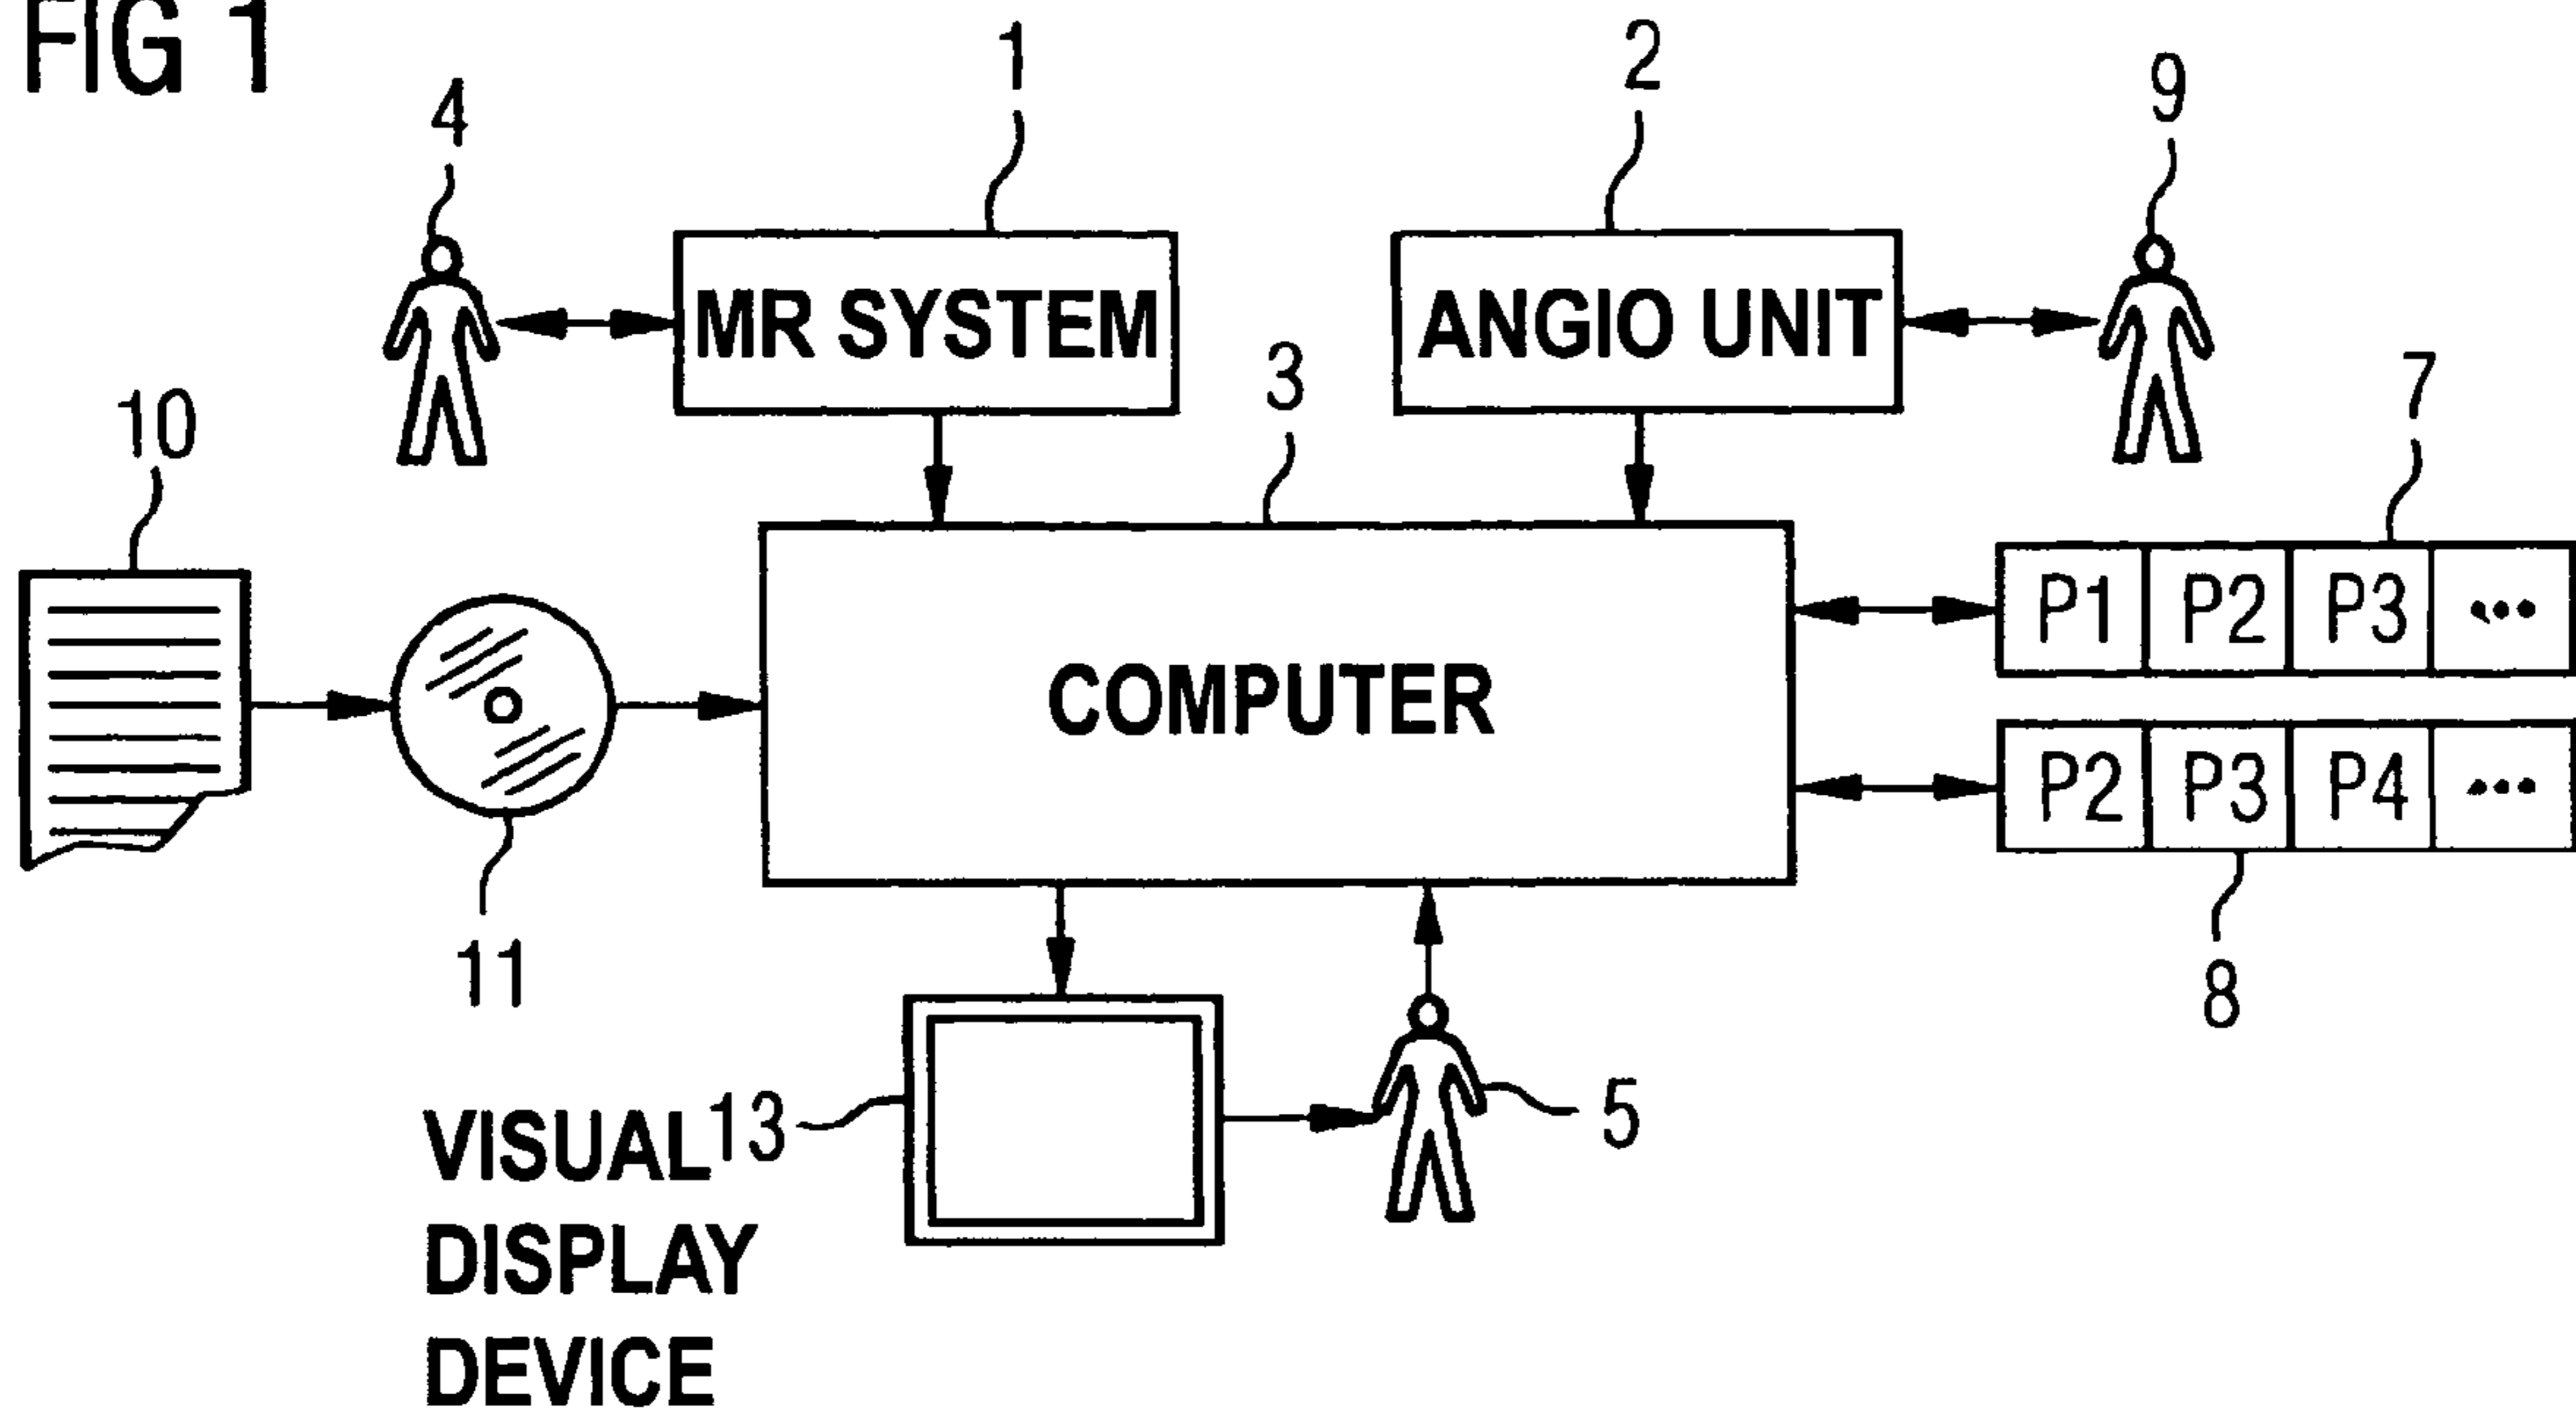 FIG 1
1
2
4
9
MR SYSTEM
ANGIO UNIT
3
7
10
P1 P2 P3 ...
COMPUTER
P2 P3 P4 ...
11
8
13
5
VISUAL
DISPLAY
DEVICE